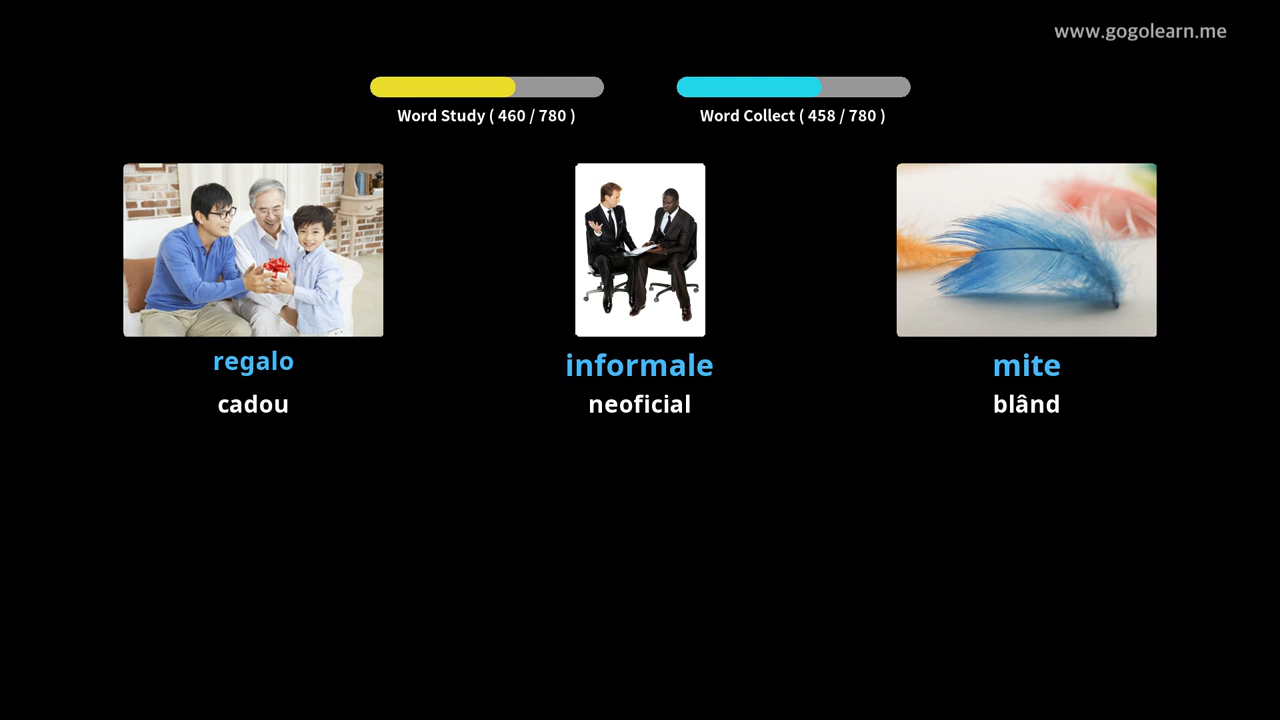 www.gogolearn.me
Word Study ( 460 / 780 )
Word Collect ( 458 / 780 )
regalo
informale
mite
cadou
neoficial
blând